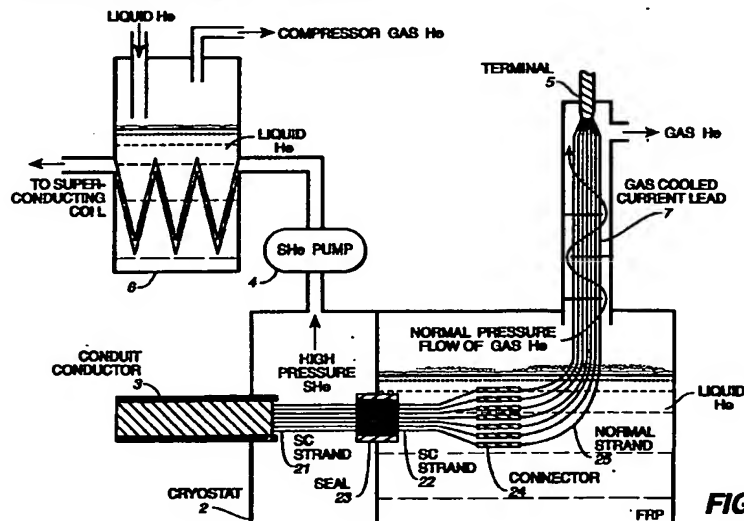 LIQUID He
COMPRESSOR GAS He
TERMINAL
5
LIQUID
He
GAS He
TO SUPER-
CONDUCTING
COIL
GAS COOLED
CURRENT LEAD
7
SHe PUMP
4
6
NORMAL PRESSURE
FLOW OF GAS He
CONDUIT
CONDUCTOR
3
HIGH
PRESSURE
SHe
LIQUID
He
SC
STRAND
21
SC
STRAND
22
NORMAL
STRAND
25
SEAL
23
CONNECTOR
24
CRYOSTAT
2
FRP
FIG